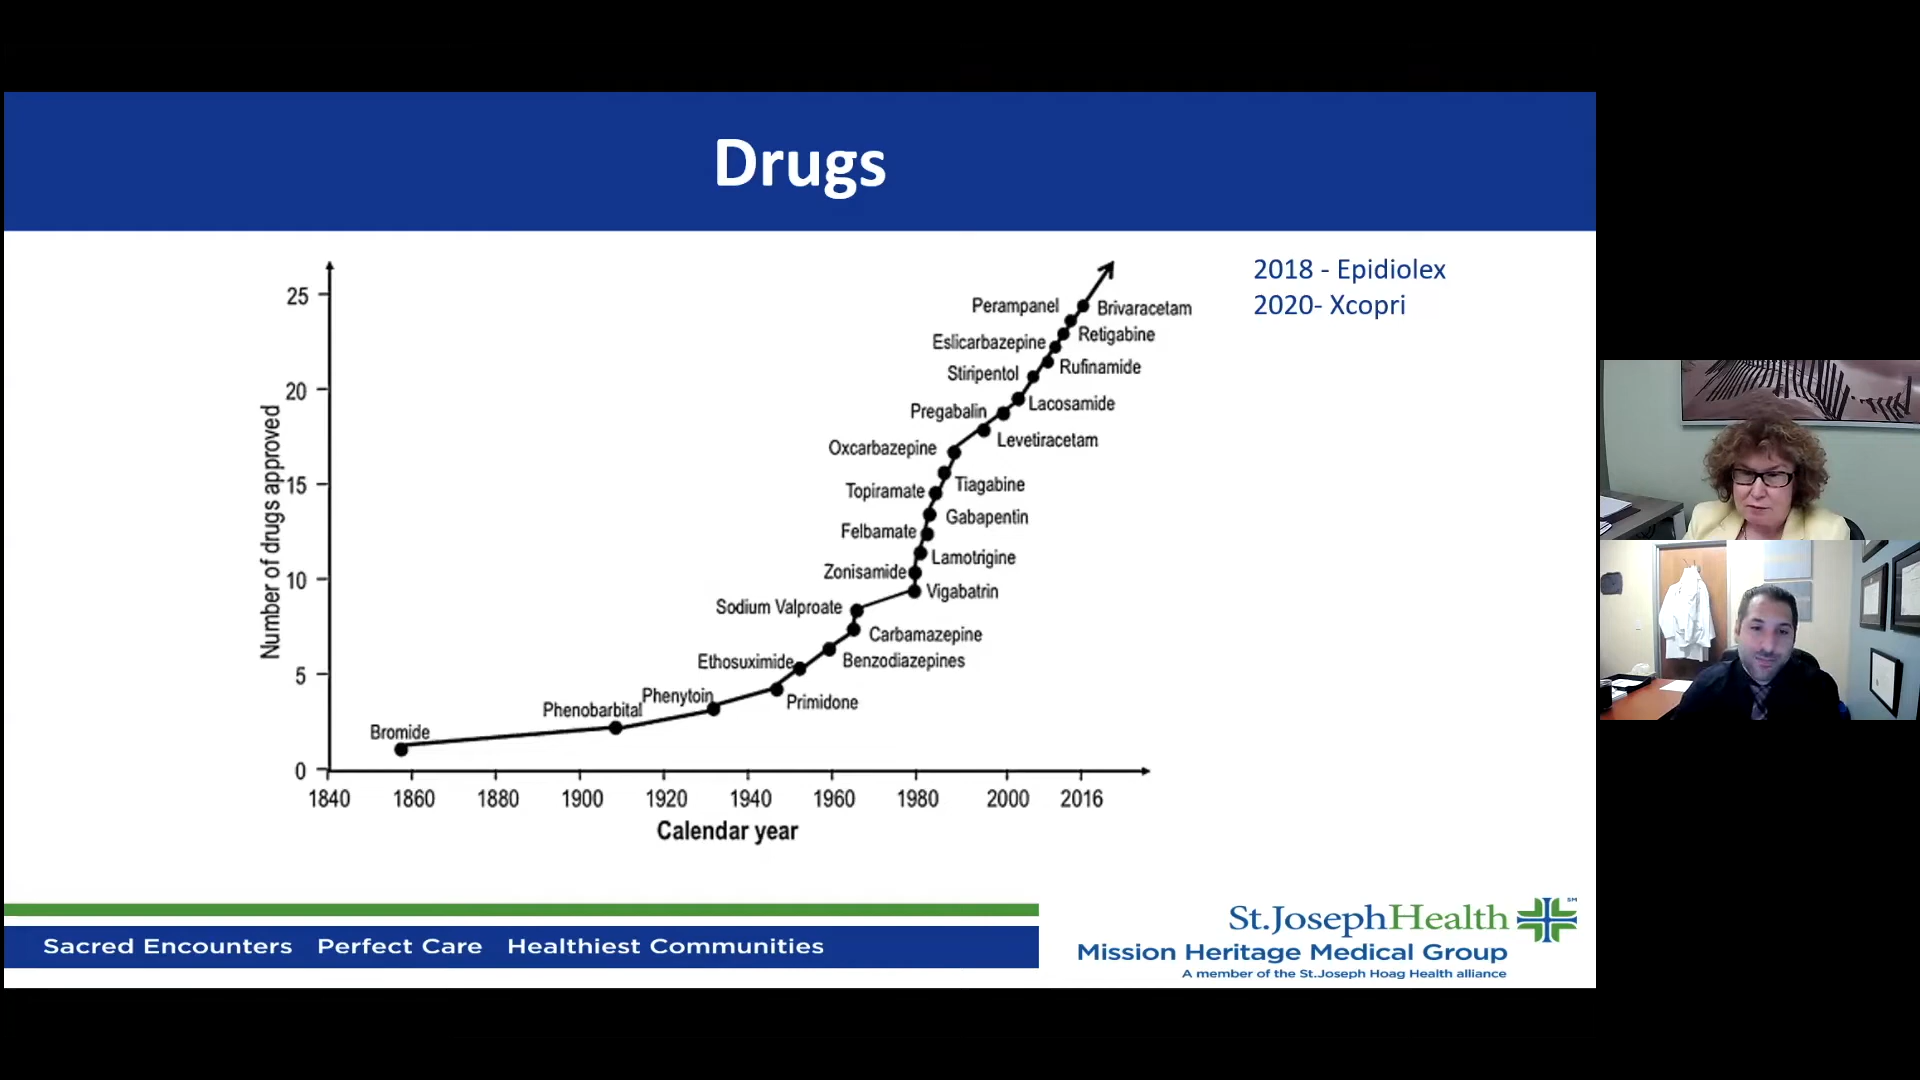 Drugs
2018 - Epidiolex
2020- Xcopri
Number of drugs approved
25
20
15
10
5
0
Perampanel
Brivaracetam
Retigabine
Eslicarbazepine
Rufinamide
Stiripentol
Lacosamide
Pregabalin
Levetiracetam
Oxcarbazepine
Tiagabine
Topiramate
Gabapentin
Felbamate
Lamotrigine
Zonisamide
Vigabatrin
Sodium Valproate
Carbamazepine
Benzodiazepines
Ethosuximide
Primidone
Phenytoin
Phenobarbital
Bromide
1840 1860 1880 1900 1920 1940 1960 1980 2000 2016
Calendar year
Sacred Encounters Perfect Care Healthiest Communities
St.JosephHealth SM
Mission Heritage Medical Group
A member of the St.Joseph Hoag Health alliance